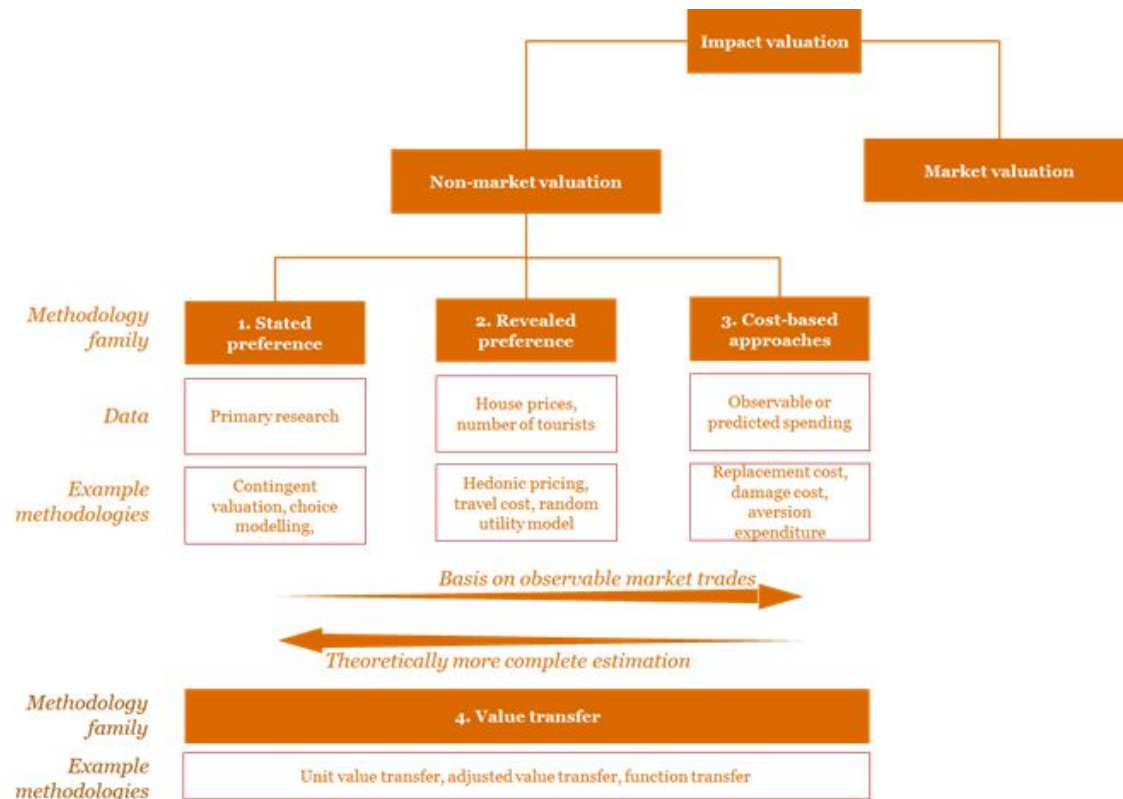 Impact valuation
Non-market valuation
Market valuation
Methodology
family
1. Stated
preference
2. Revealed
preference
3. Cost-based
approaches
Data
Primary research
House prices,
number of tourists
Observable or
predicted spending
Example
methodologies
Contingent
valuation, choice
modelling,
Hedonic pricing,
travel cost, random
utility model
Replacement cost,
damage cost,
aversion
expenditure
Basis on observable market trades
Theoretically more complete estimation
Methodology
family
4. Value transfer
Example
methodologies
Unit value transfer, adjusted value transfer, function transfer